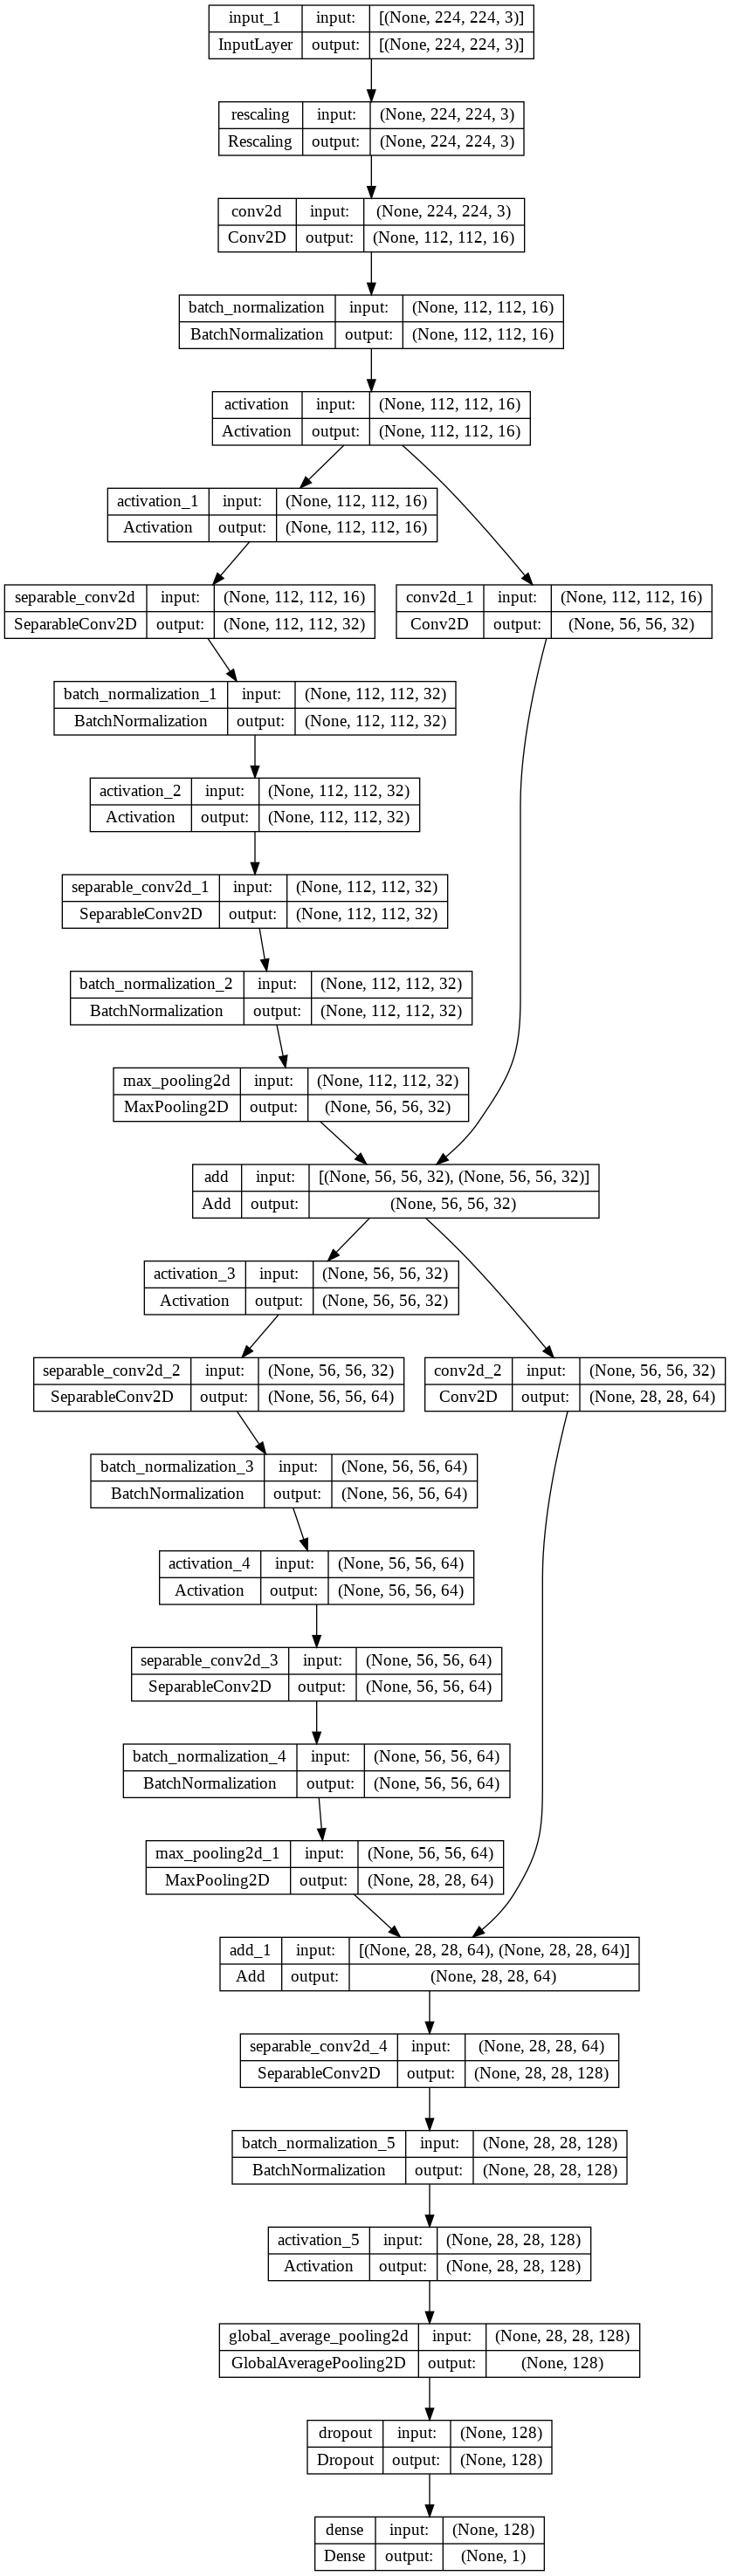 input_1 input: [(None, 224, 224, 3)]
InputLayer output: [(None, 224, 224, 3)]
rescaling input: (None, 224, 224, 3)
Rescaling output: (None, 224, 224, 3)
conv2d input: (None, 224, 224, 3)
Conv2D output: (None, 112, 112, 16)
batch_normalization input: (None, 112, 112, 16)
BatchNormalization output: (None, 112, 112, 16)
activation input: (None, 112, 112, 16)
Activation output: (None, 112, 112, 16)
activation_1 input: (None, 112, 112, 16)
Activation output: (None, 112, 112, 16)
separable_conv2d input: (None, 112, 112, 16)
SeparableConv2D output: (None, 112, 112, 32)
conv2d_1 input: (None, 112, 112, 16)
Conv2D output: (None, 56, 56, 32)
batch_normalization_1 input: (None, 112, 112, 32)
BatchNormalization output: (None, 112, 112, 32)
activation_2 input: (None, 112, 112, 32)
Activation output: (None, 112, 112, 32)
separable_conv2d_1 input: (None, 112, 112, 32)
SeparableConv2D output: (None, 112, 112, 32)
batch_normalization_2 input: (None, 112, 112, 32)
BatchNormalization output: (None, 112, 112, 32)
max_pooling2d input: (None, 112, 112, 32)
MaxPooling2D output: (None, 56, 56, 32)
add input: [(None, 56, 56, 32), (None, 56, 56, 32)]
Add output: (None, 56, 56, 32)
activation_3 input: (None, 56, 56, 32)
Activation output: (None, 56, 56, 32)
separable_conv2d_2 input: (None, 56, 56, 32)
SeparableConv2D output: (None, 56, 56, 64)
conv2d_2 input: (None, 56, 56, 32)
Conv2D output: (None, 28, 28, 64)
batch_normalization_3 input: (None, 56, 56, 64)
BatchNormalization output: (None, 56, 56, 64)
activation_4 input: (None, 56, 56, 64)
Activation output: (None, 56, 56, 64)
separable_conv2d_3 input: (None, 56, 56, 64)
SeparableConv2D output: (None, 56, 56, 64)
batch_normalization_4 input: (None, 56, 56, 64)
BatchNormalization output: (None, 56, 56, 64)
max_pooling2d_1 input: (None, 56, 56, 64)
MaxPooling2D output: (None, 28, 28, 64)
add_1 input: [(None, 28, 28, 64), (None, 28, 28, 64)]
Add output: (None, 28, 28, 64)
separable_conv2d_4 input: (None, 28, 28, 64)
SeparableConv2D output: (None, 28, 28, 128)
batch_normalization_5 input: (None, 28, 28, 128)
BatchNormalization output: (None, 28, 28, 128)
activation_5 input: (None, 28, 28, 128)
Activation output: (None, 28, 28, 128)
global_average_pooling2d input: (None, 28, 28, 128)
GlobalAveragePooling2D output: (None, 128)
dropout input: (None, 128)
Dropout output: (None, 128)
dense input: (None, 128)
Dense output: (None, 1)